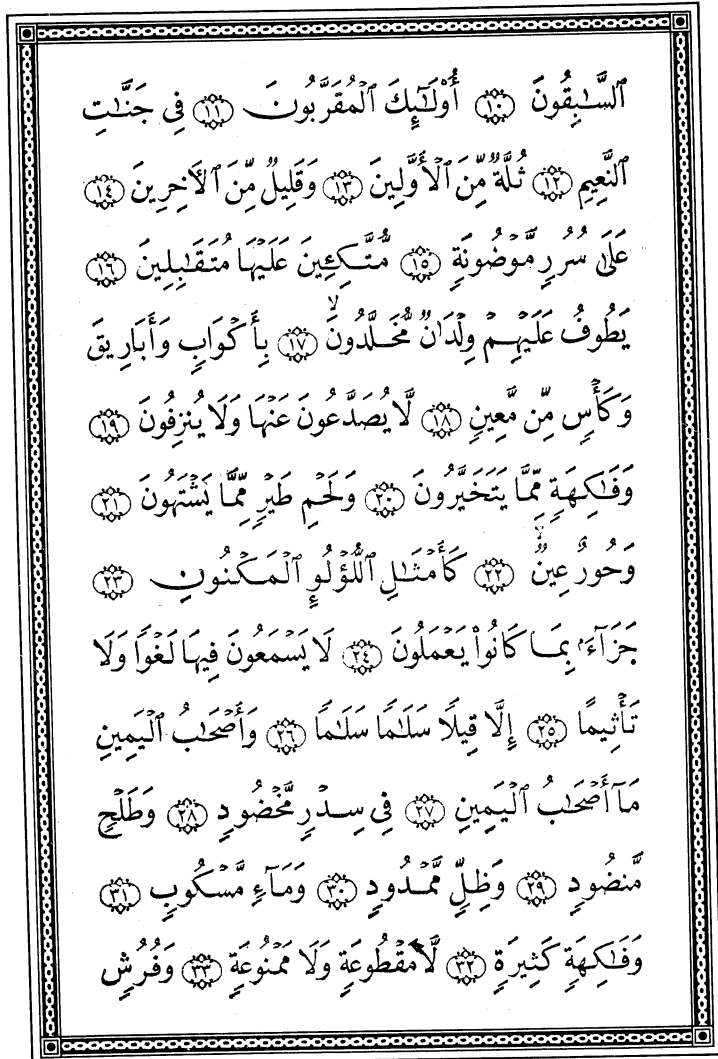 ٱلسَّٰبِقُونَ ١٠ أُوْلَٰٓئِكَ ٱلْمُقَرَّبُونَ ١١ فِى جَنَّٰتِ
ٱلنَّعِيمِ ١٢ ثُلَّةٌ مِّنَ ٱلْأَوَّلِينَ ١٣ وَقَلِيلٌ مِّنَ ٱلْأَخِرِينَ ١٤
عَلَىٰ سُرُرٍ مَّوْضُونَةٍ ١٥ مُّتَّكِـِٔينَ عَلَيْهَا مُتَقَٰبِلِينَ ١٦
يَطُوفُ عَلَيْهِمْ وِلْدَٰنٌ مُّخَلَّدُونَ ١٧ بِأَكْوَابٍ وَأَبَارِيقَ
وَكَأْسٍ مِّن مَّعِينٍ ١٨ لَّا يُصَدَّعُونَ عَنْهَا وَلَا يُنزِفُونَ ١٩
وَفَٰكِهَةٍ مِّمَّا يَتَخَيَّرُونَ ٢٠ وَلَحْمِ طَيْرٍ مِّمَّا يَشْتَهُونَ ٢١
وَحُورٌ عِينٌ ٢٢ كَأَمْثَٰلِ ٱللُّؤْلُوِٕ ٱلْمَكْنُونِ ٢٣
جَزَآءَۢ بِمَا كَانُوا۟ يَعْمَلُونَ ٢٤ لَا يَسْمَعُونَ فِيهَا لَغْوًا وَلَا
تَأْثِيمًا ٢٥ إِلَّا قِيلًا سَلَٰمًا سَلَٰمًا ٢٦ وَأَصْحَٰبُ ٱلْيَمِينِ
مَآ أَصْحَٰبُ ٱلْيَمِينِ ٢٧ فِى سِدْرٍ مَّخْضُودٍ ٢٨ وَطَلْحٍ
مَّنضُودٍ ٢٩ وَظِلٍّ مَّمْدُودٍ ٣٠ وَمَآءٍ مَّسْكُوبٍ ٣١
وَفَٰكِهَةٍ كَثِيرَةٍ ٣٢ لَّا مَقْطُوعَةٍ وَلَا مَمْنُوعَةٍ ٣٣ وَفُرُشٍ